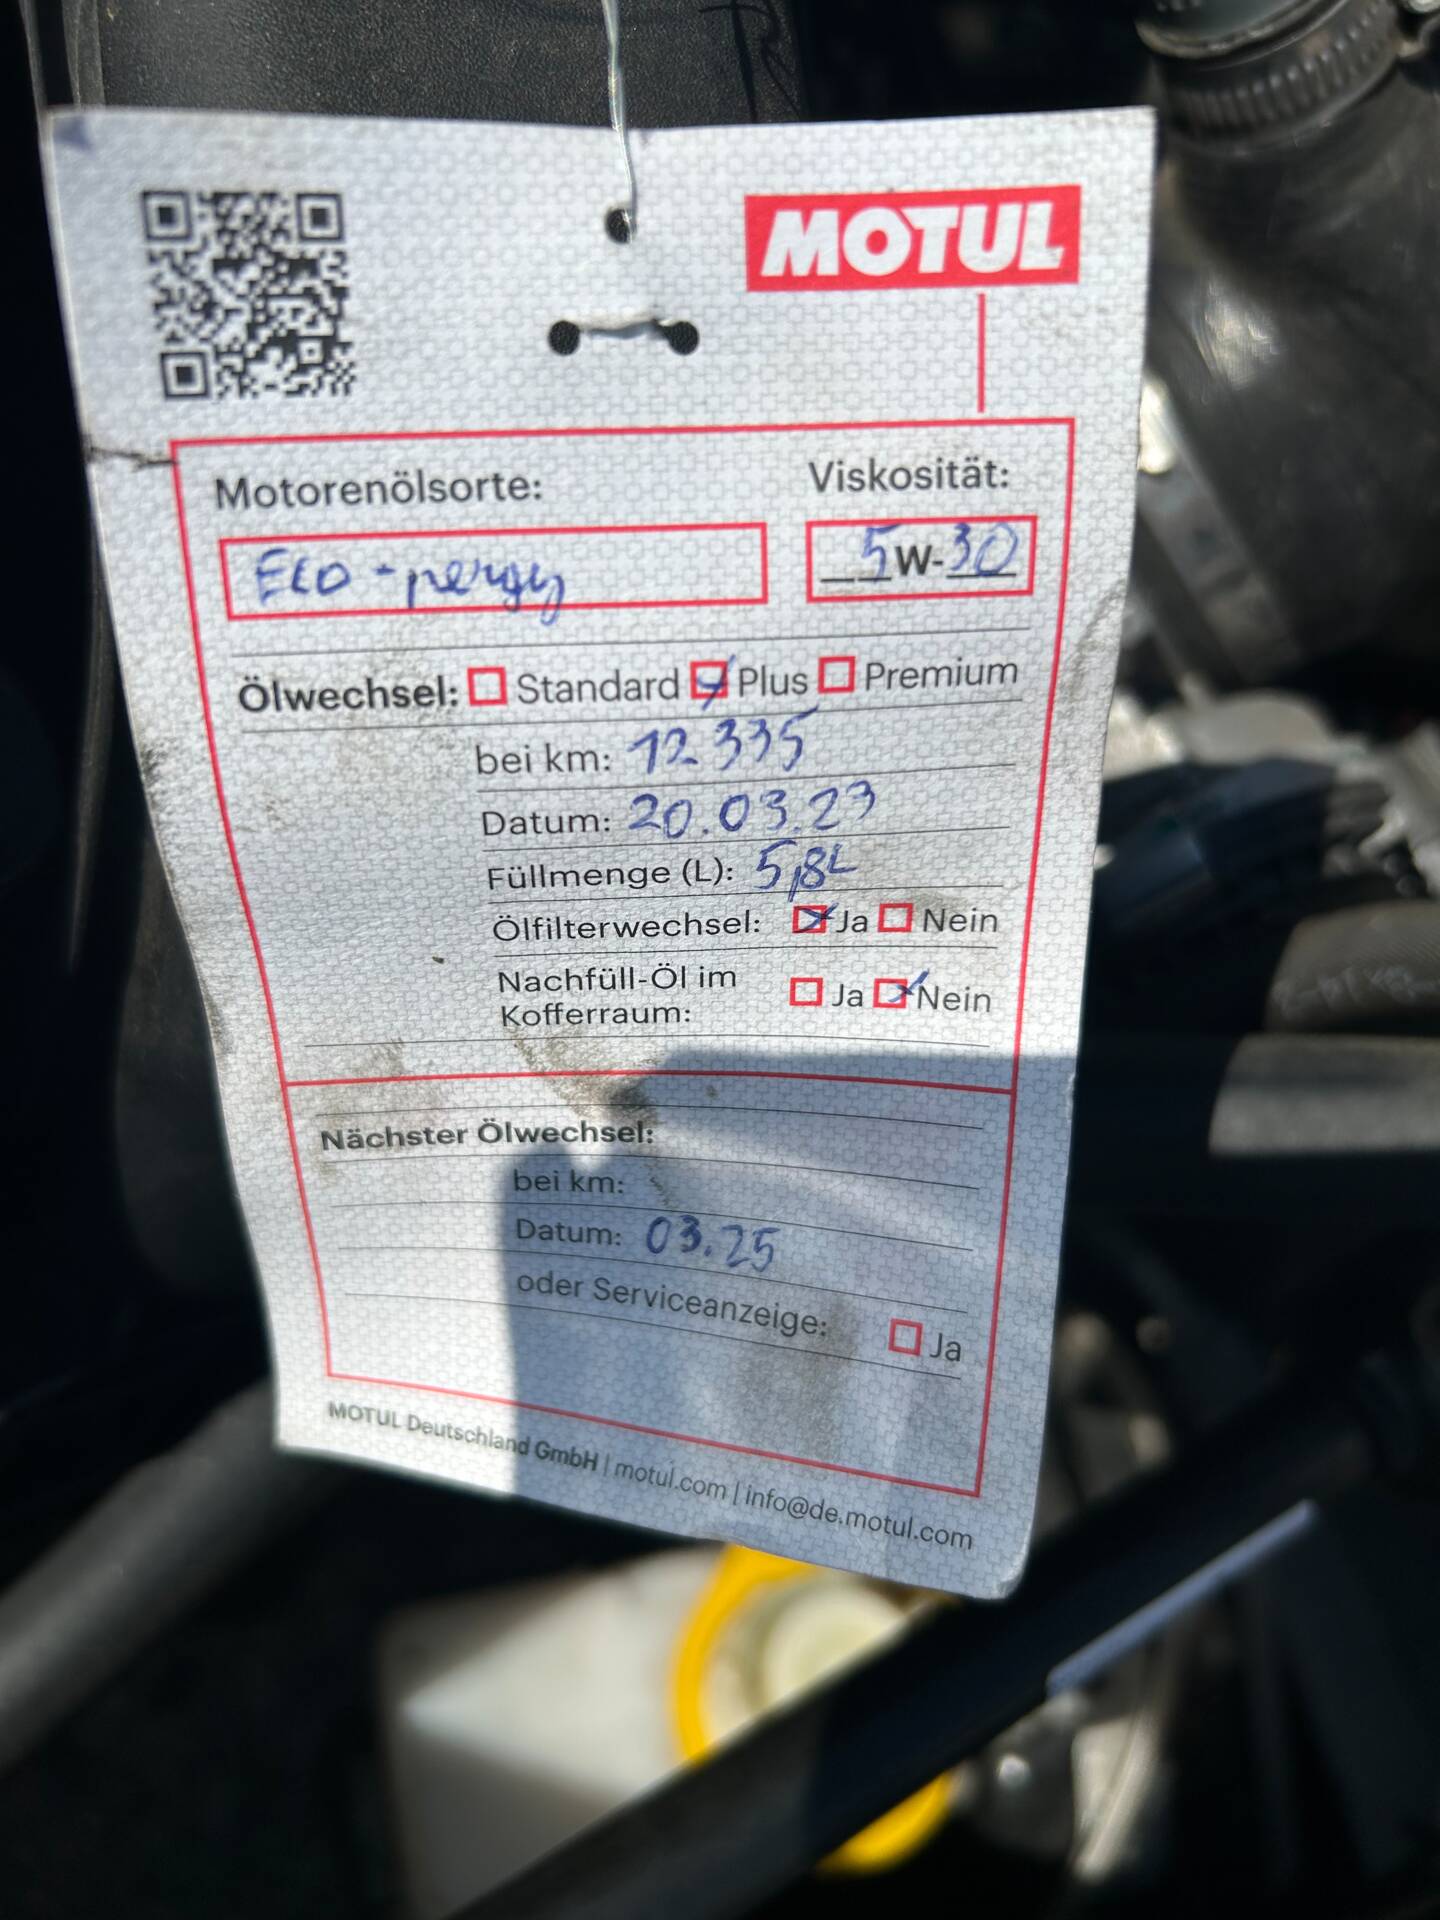 MOTUL
Motorenölsorte:
Viskosität:
Eco-nergy
5W-30
Ölwechsel: Standard Plus Premium
bei km: 12335
Datum: 20.03.23
Füllmenge (L): 5,8L
Ölfilterwechsel: Ja Nein
Nachfüll-Öl im
Kofferraum: Ja Nein
Nächster Ölwechsel:
bei km:
Datum: 03.25
oder Serviceanzeige: Ja
MOTUL Deutschland GmbH | motul.com | info@de.motul.com